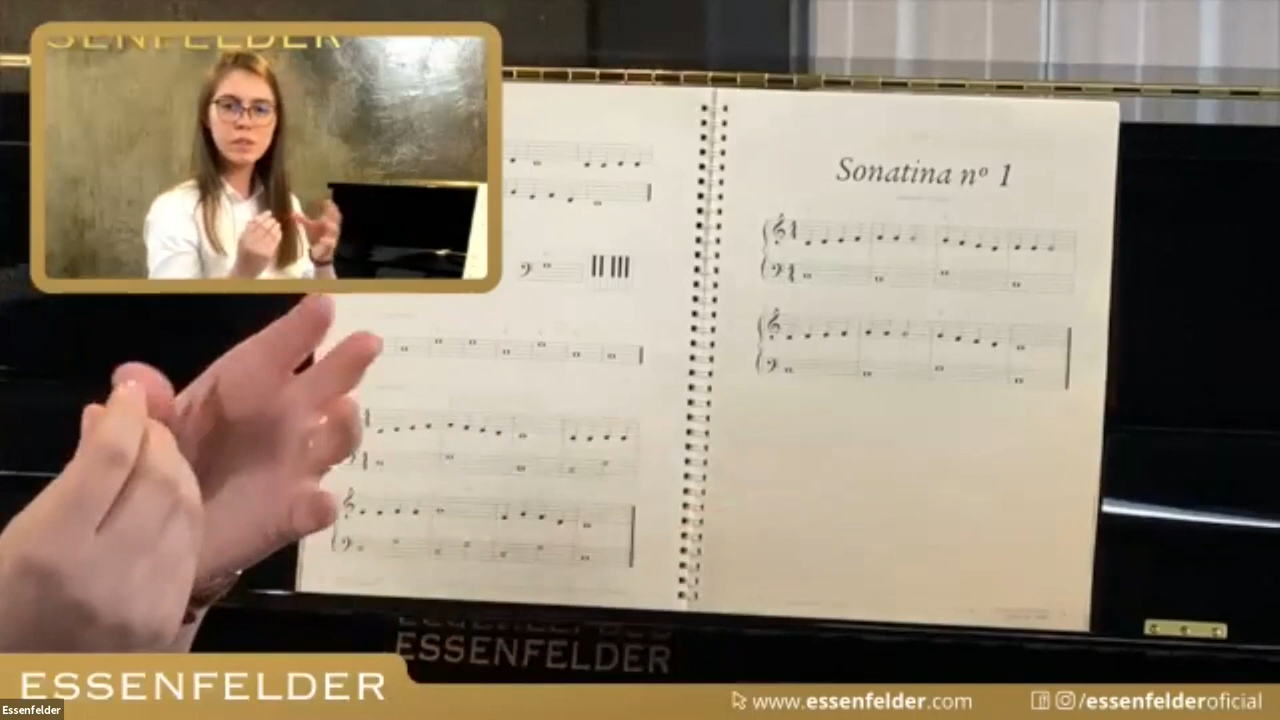 SENFELDER
Sonatina nº 1
ESSENFELDER
ESSENFELDER
Essenfelder
www.essenfelder.com
/essenfelderoficial